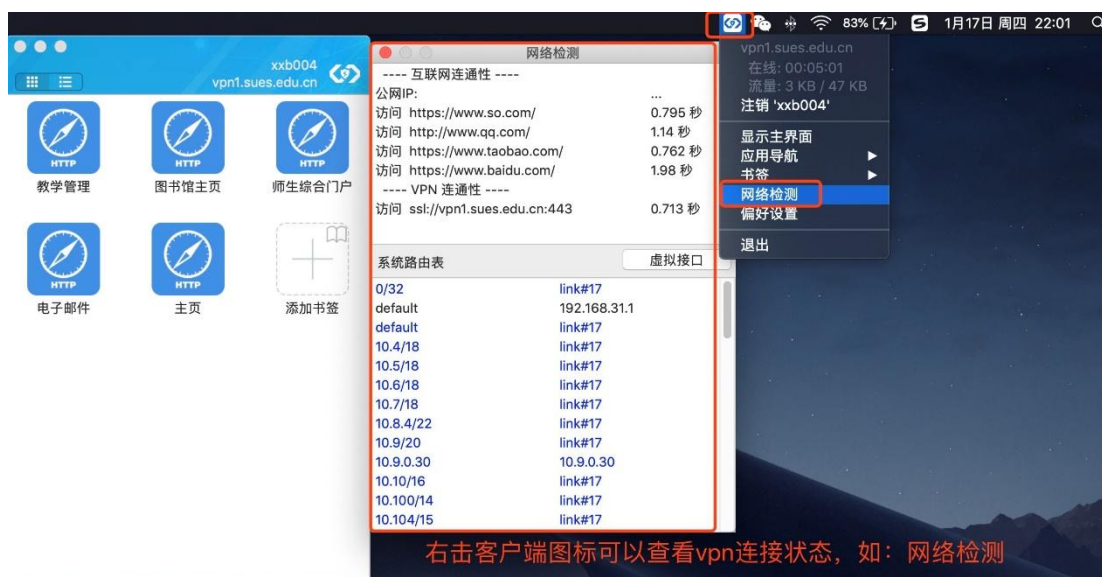 83%
1月17日 周四 22:01
xxb004
vpn1.sues.edu.cn
HTTP
HTTP
HTTP
教学管理
图书馆主页
师生综合门户
HTTP
HTTP
电子邮件
主页
添加书签
网络检测
---- 互联网连通性 ----
公网IP: ...
访问 https://www.so.com/ 0.795 秒
访问 http://www.qq.com/ 1.14 秒
访问 https://www.taobao.com/ 0.762 秒
访问 https://www.baidu.com/ 1.98 秒
---- VPN 连通性 ----
访问 ssl://vpn1.sues.edu.cn:443 0.713 秒
系统路由表 虚拟接口
0/32 link#17
default 192.168.31.1
default link#17
10.4/18 link#17
10.5/18 link#17
10.6/18 link#17
10.7/18 link#17
10.8.4/22 link#17
10.9/20 link#17
10.9.0.30 10.9.0.30
10.10/16 link#17
10.100/14 link#17
10.104/15 link#17
vpn1.sues.edu.cn
在线: 00:05:01
流量: 3 KB / 47 KB
注销 'xxb004'
显示主界面
应用导航
书签
网络检测
偏好设置
退出
右击客户端图标可以查看vpn连接状态，如：网络检测